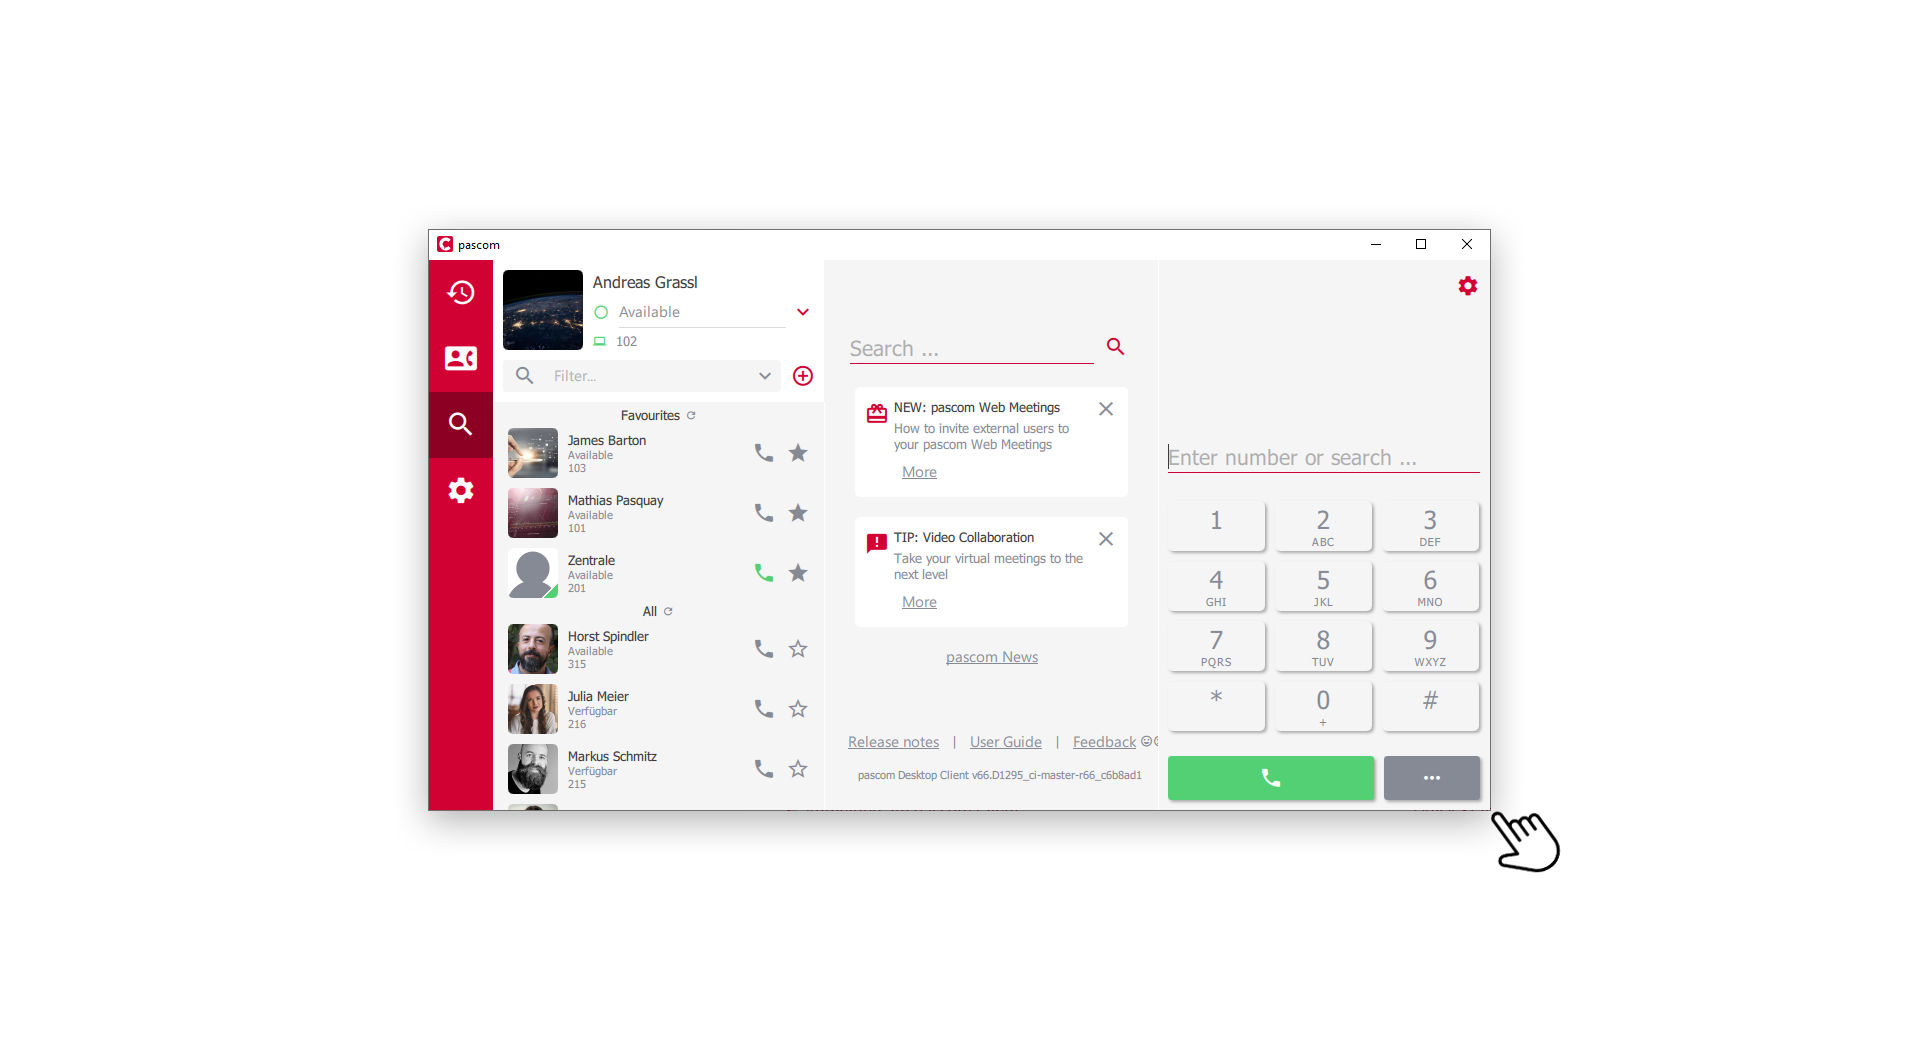 pascom
Andreas Grassl
Available
102
Filter...
Favourites
James Barton
Available
103
Mathias Pasquay
Available
101
Zentrale
Available
201
All
Horst Spindler
Available
315
Julia Meier
Verfügbar
216
Markus Schmitz
Verfügbar
215
Search ...
NEW: pascom Web Meetings
How to invite external users to
your pascom Web Meetings
More
TIP: Video Collaboration
Take your virtual meetings to the
next level
More
pascom News
Release notes | User Guide | Feedback
pascom Desktop Client v66.D1295_ci-master-r66_c6b8ad1
Enter number or search ...
1 2 3
ABC DEF
4 5 6
GHI JKL MNO
7 8 9
PQRS TUV WXYZ
* 0 #
+